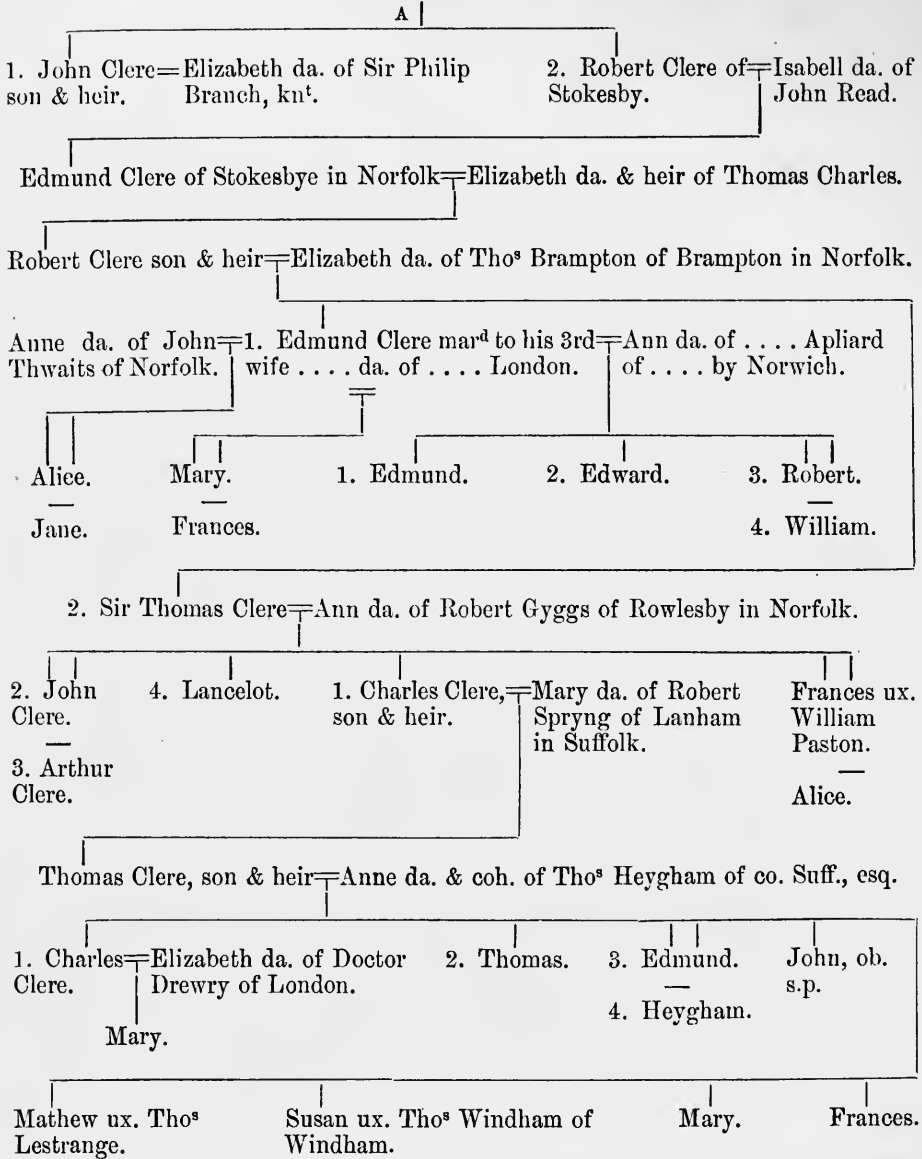 A
1. John Clere=Elizabeth da. of Sir Philip 2. Robert Clere of=Isabell da. of
son & heir. Branch, knᵗ. Stokesby. John Read.
Edmund Clere of Stokesbye in Norfolk=Elizabeth da. & heir of Thomas Charles.
Robert Clere son & heir=Elizabeth da. of Thoˢ Brampton of Brampton in Norfolk.
Anne da. of John=1. Edmund Clere marᵈ to his 3rd=Ann da. of .... Apliard
Thwaits of Norfolk. wife .... da. of .... London. of .... by Norwich.
Alice. Mary. 1. Edmund. 2. Edward. 3. Robert.
Jane. Frances. 4. William.
2. Sir Thomas Clere=Ann da. of Robert Gyggs of Rowlesby in Norfolk.
2. John 4. Lancelot. 1. Charles Clere,=Mary da. of Robert Frances ux.
Clere. son & heir. Spryng of Lanham William
in Suffolk. Paston.
3. Arthur
Clere. Alice.
Thomas Clere, son & heir=Anne da. & coh. of Thoˢ Heygham of co. Suff., esq.
1. Charles=Elizabeth da. of Doctor 2. Thomas. 3. Edmund. John, ob.
Clere. Drewry of London. s.p.
4. Heygham.
Mary.
Mathew ux. Thoˢ Susan ux. Thoˢ Windham of Mary. Frances.
Lestrange. Windham.